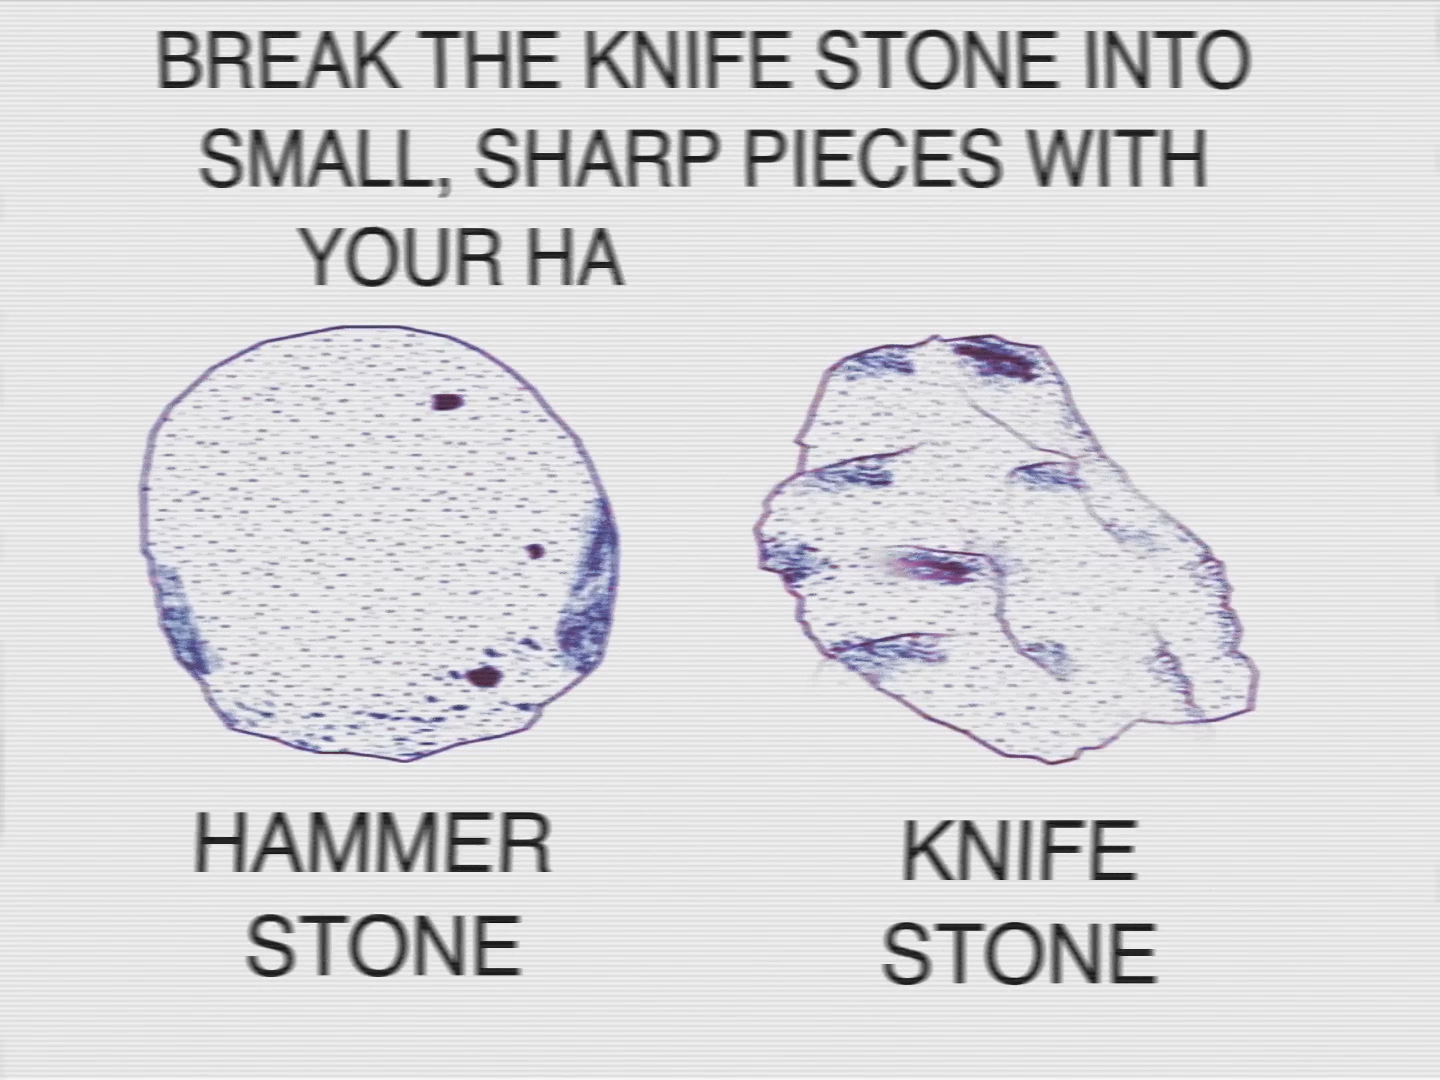 BREAK THE KNIFE STONE INTO
SMALL, SHARP PIECES WITH
YOUR HA
HAMMER
STONE
KNIFE
STONE